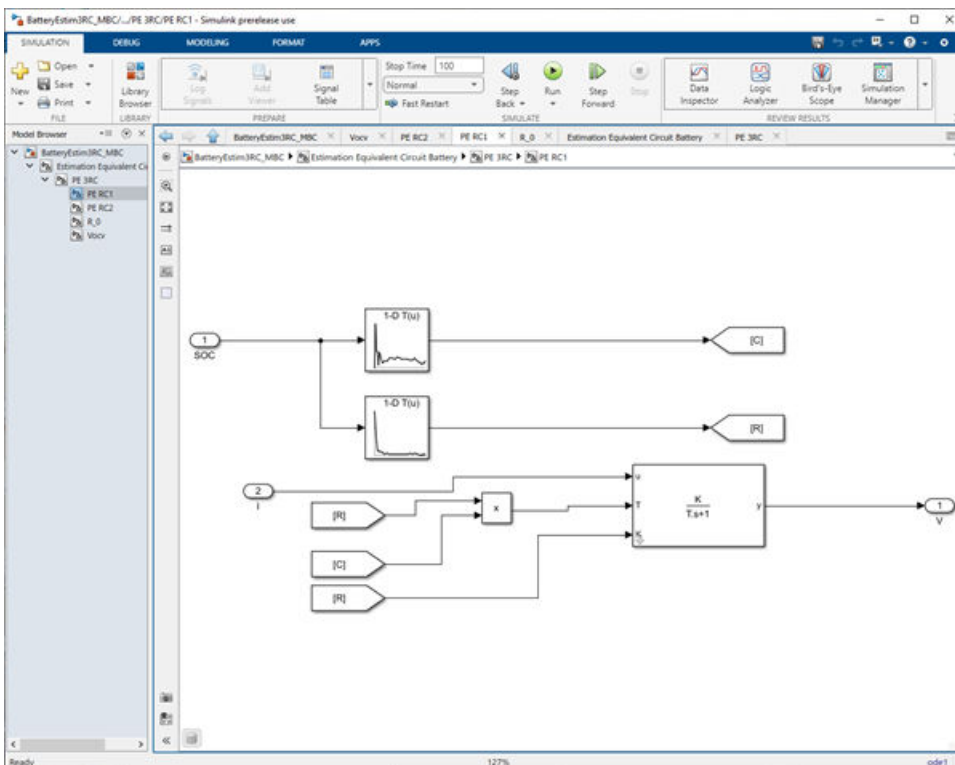 BatteryEstim3RC_MBC/.../PE 3RC/PE RC1 - Simulink prerelease use
SIMULATION DEBUG MODELING FORMAT APPS
New
Open
Save
Print
FILE
Library Browser
LIBRARY
Log Signals
Add Viewer
Signal Table
PREPARE
Stop Time 100
Normal
Fast Restart
Step Back
Run
Step Forward
Stop
SIMULATE
Data Inspector
Logic Analyzer
Bird's-Eye Scope
Simulation Manager
REVIEW RESULTS
Model Browser
BatteryEstim3RC_MBC
Estimation Equivalent Ci
PE 3RC
PE RC1
PE RC2
R_0
Vocv
BatteryEstim3RC_MBC Vocv PE RC2 PE RC1 R_0 Estimation Equivalent Circuit Battery PE 3RC
BatteryEstim3RC_MBC Estimation Equivalent Circuit Battery PE 3RC PE RC1
1-D T(u)
1
SOC
[C]
1-D T(u)
[R]
2
I
[R]
x
[C]
[R]
u
T
K
K
T.s+1
y
1
V
Ready 127% ode1